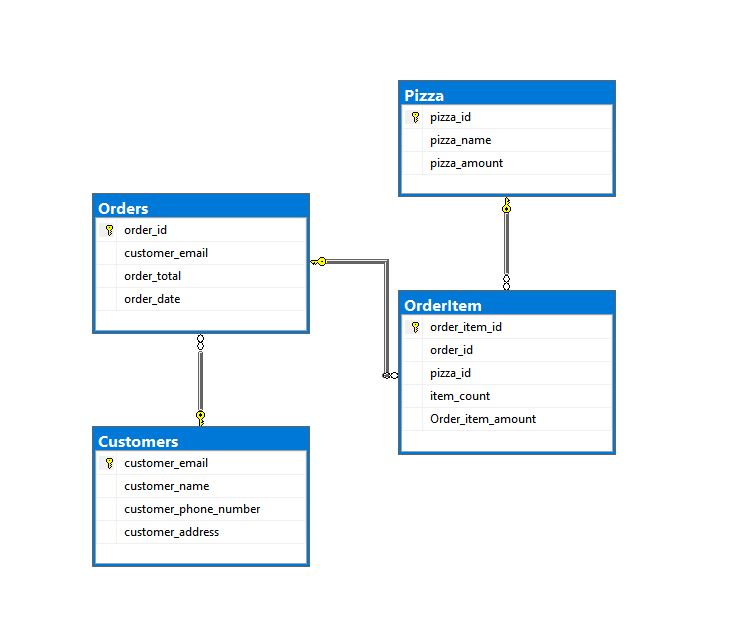 Pizza
pizza_id
pizza_name
pizza_amount
Orders
order_id
customer_email
order_total
order_date
OrderItem
order_item_id
order_id
pizza_id
item_count
Order_item_amount
Customers
customer_email
customer_name
customer_phone_number
customer_address